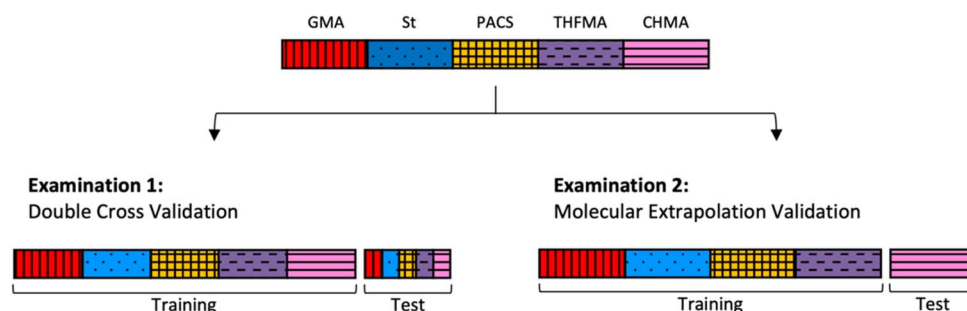 GMA St PACS THFMA CHMA
Examination 1:
Double Cross Validation
Training Test
Examination 2:
Molecular Extrapolation Validation
Training Test